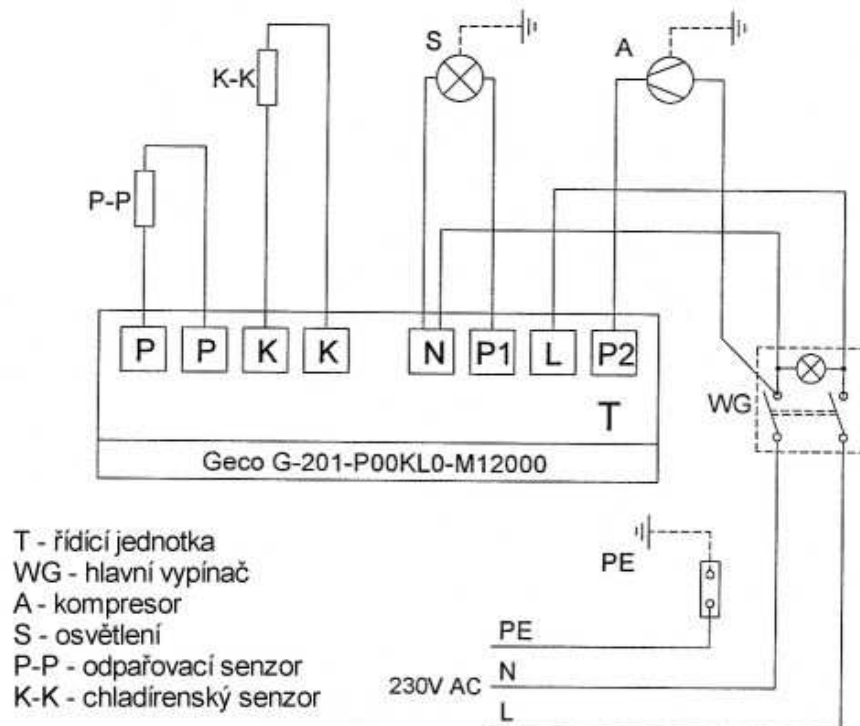 S
A
K-K
P-P
P P K K N P1 L P2
T
WG
Geco G-201-P00KL0-M12000
T - řídící jednotka
WG - hlavní vypínač
A - kompresor
S - osvětlení
P-P - odpařovací senzor
K-K - chladírenský senzor
PE
PE
230V AC
N
L